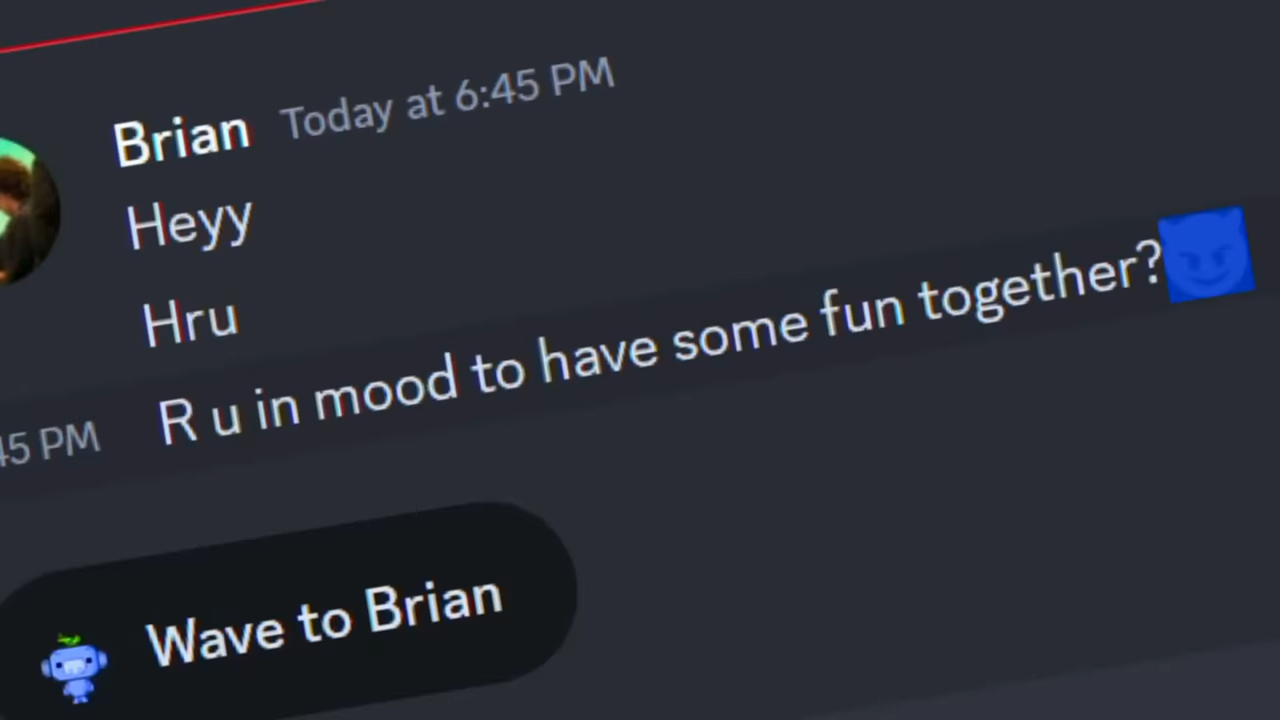 Brian Today at 6:45 PM
Heyy
Hru
45 PM R u in mood to have some fun together?😈
Wave to Brian